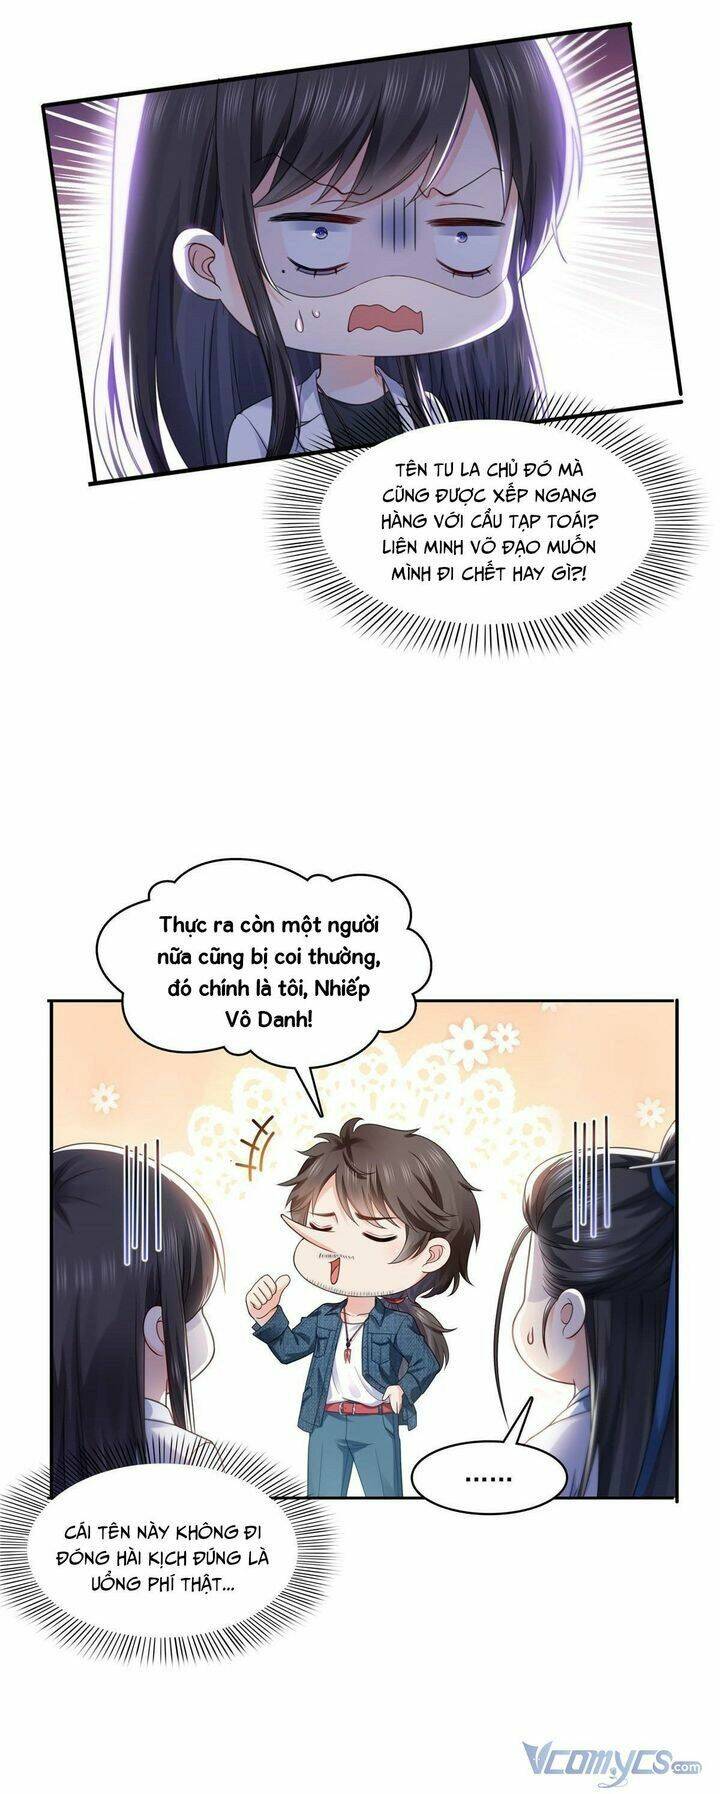 TÊN TU LA CHỦ ĐÓ MÀ
CŨNG ĐƯỢC XẾP NGANG
HÀNG VỚI CẨU TẠP TOÁI?
LIÊN MINH VÕ ĐẠO MUỐN
MÌNH ĐI CHẾT HAY GÌ?!
Thực ra còn một người
nữa cũng bị coi thường,
đó chính là tôi, Nhiếp
Vô Danh!
......
CÁI TÊN NÀY KHÔNG ĐI
ĐÓNG HÀI KỊCH ĐÚNG LÀ
UỔNG PHÍ THẬT...
VCOMYCS.com